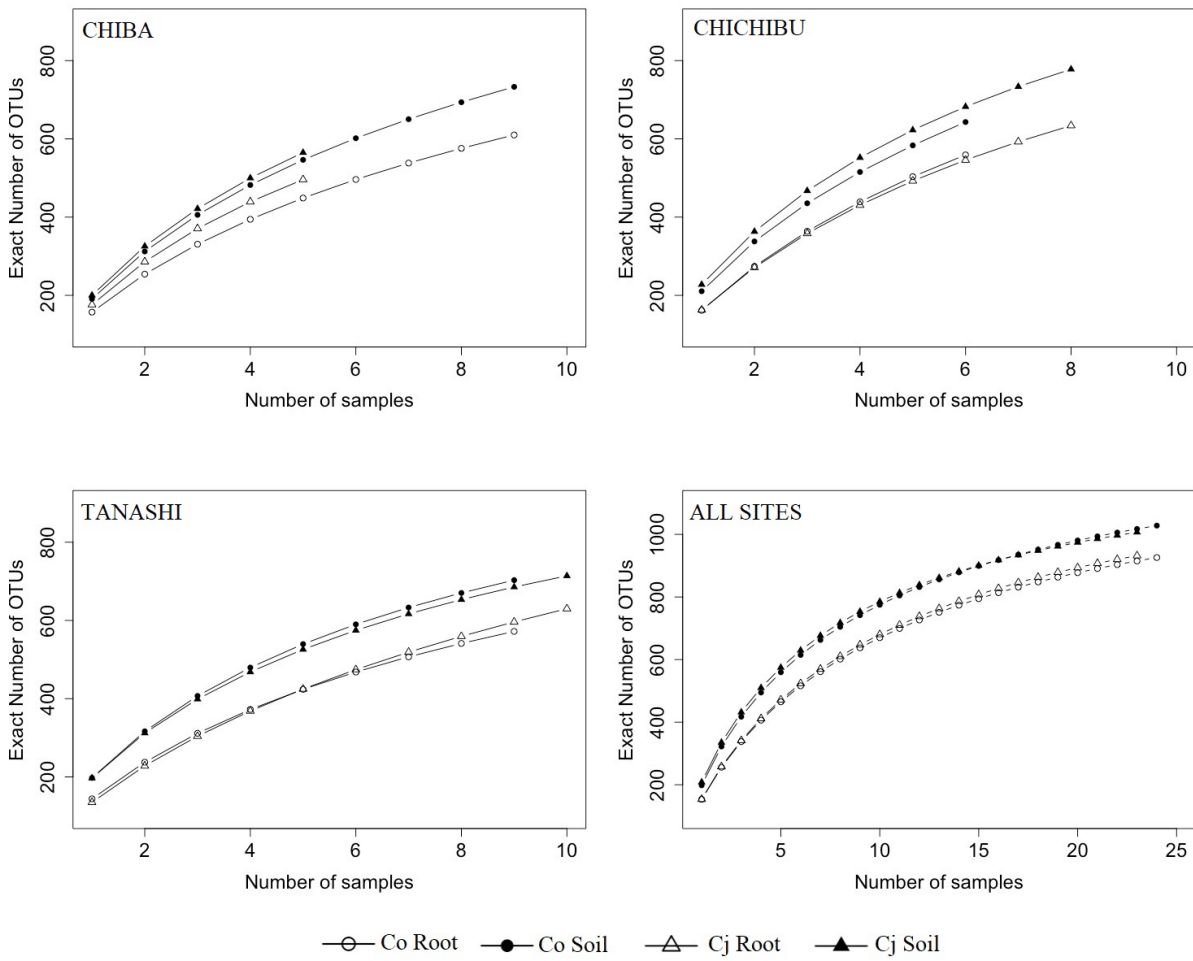 CHIBA
Exact Number of OTUs
800
600
400
200
2 4 6 8 10
Number of samples
CHICHIBU
Exact Number of OTUs
800
600
400
200
2 4 6 8 10
Number of samples
TANASHI
Exact Number of OTUs
800
600
400
200
2 4 6 8 10
Number of samples
ALL SITES
Exact Number of OTUs
1000
800
600
400
200
5 10 15 20 25
Number of samples
Co Root Co Soil Cj Root Cj Soil